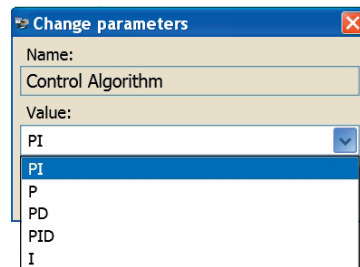 Change parameters
Name:
Control Algorithm
Value:
PI
PI
P
PD
PID
I